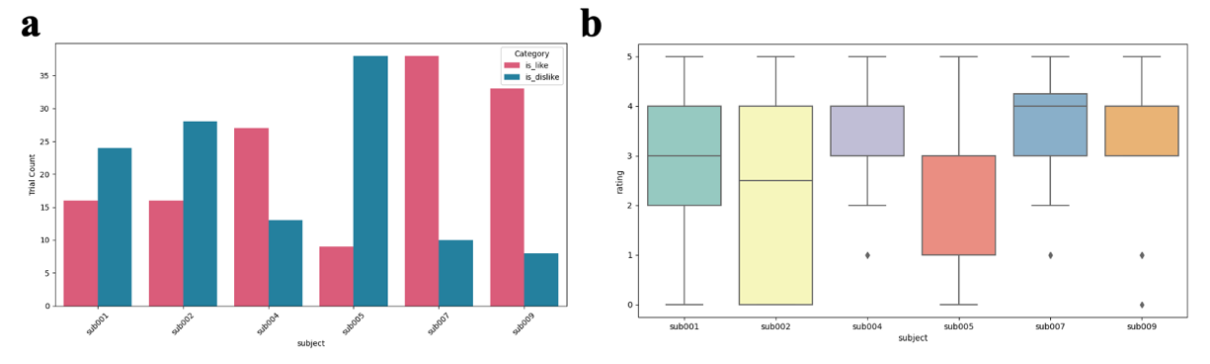 a
Category
is_like
is_dislike
Trial Count
35
30
25
20
15
10
5
0
sub001 sub002 sub004 sub005 sub007 sub009
subject
b
rating
5
4
3
2
1
0
sub001 sub002 sub004 sub005 sub007 sub009
subject